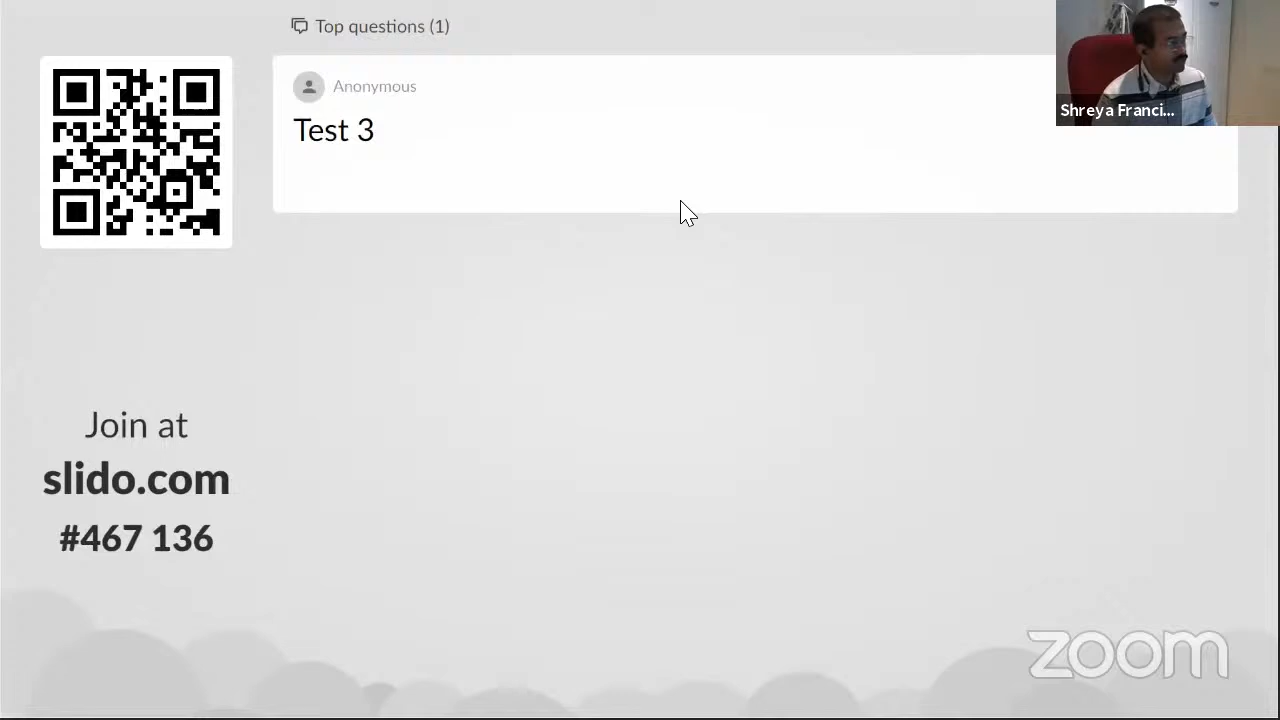 Top questions (1)
Anonymous
Test 3
Shreya Franci...
Join at
slido.com
#467 136
zoom